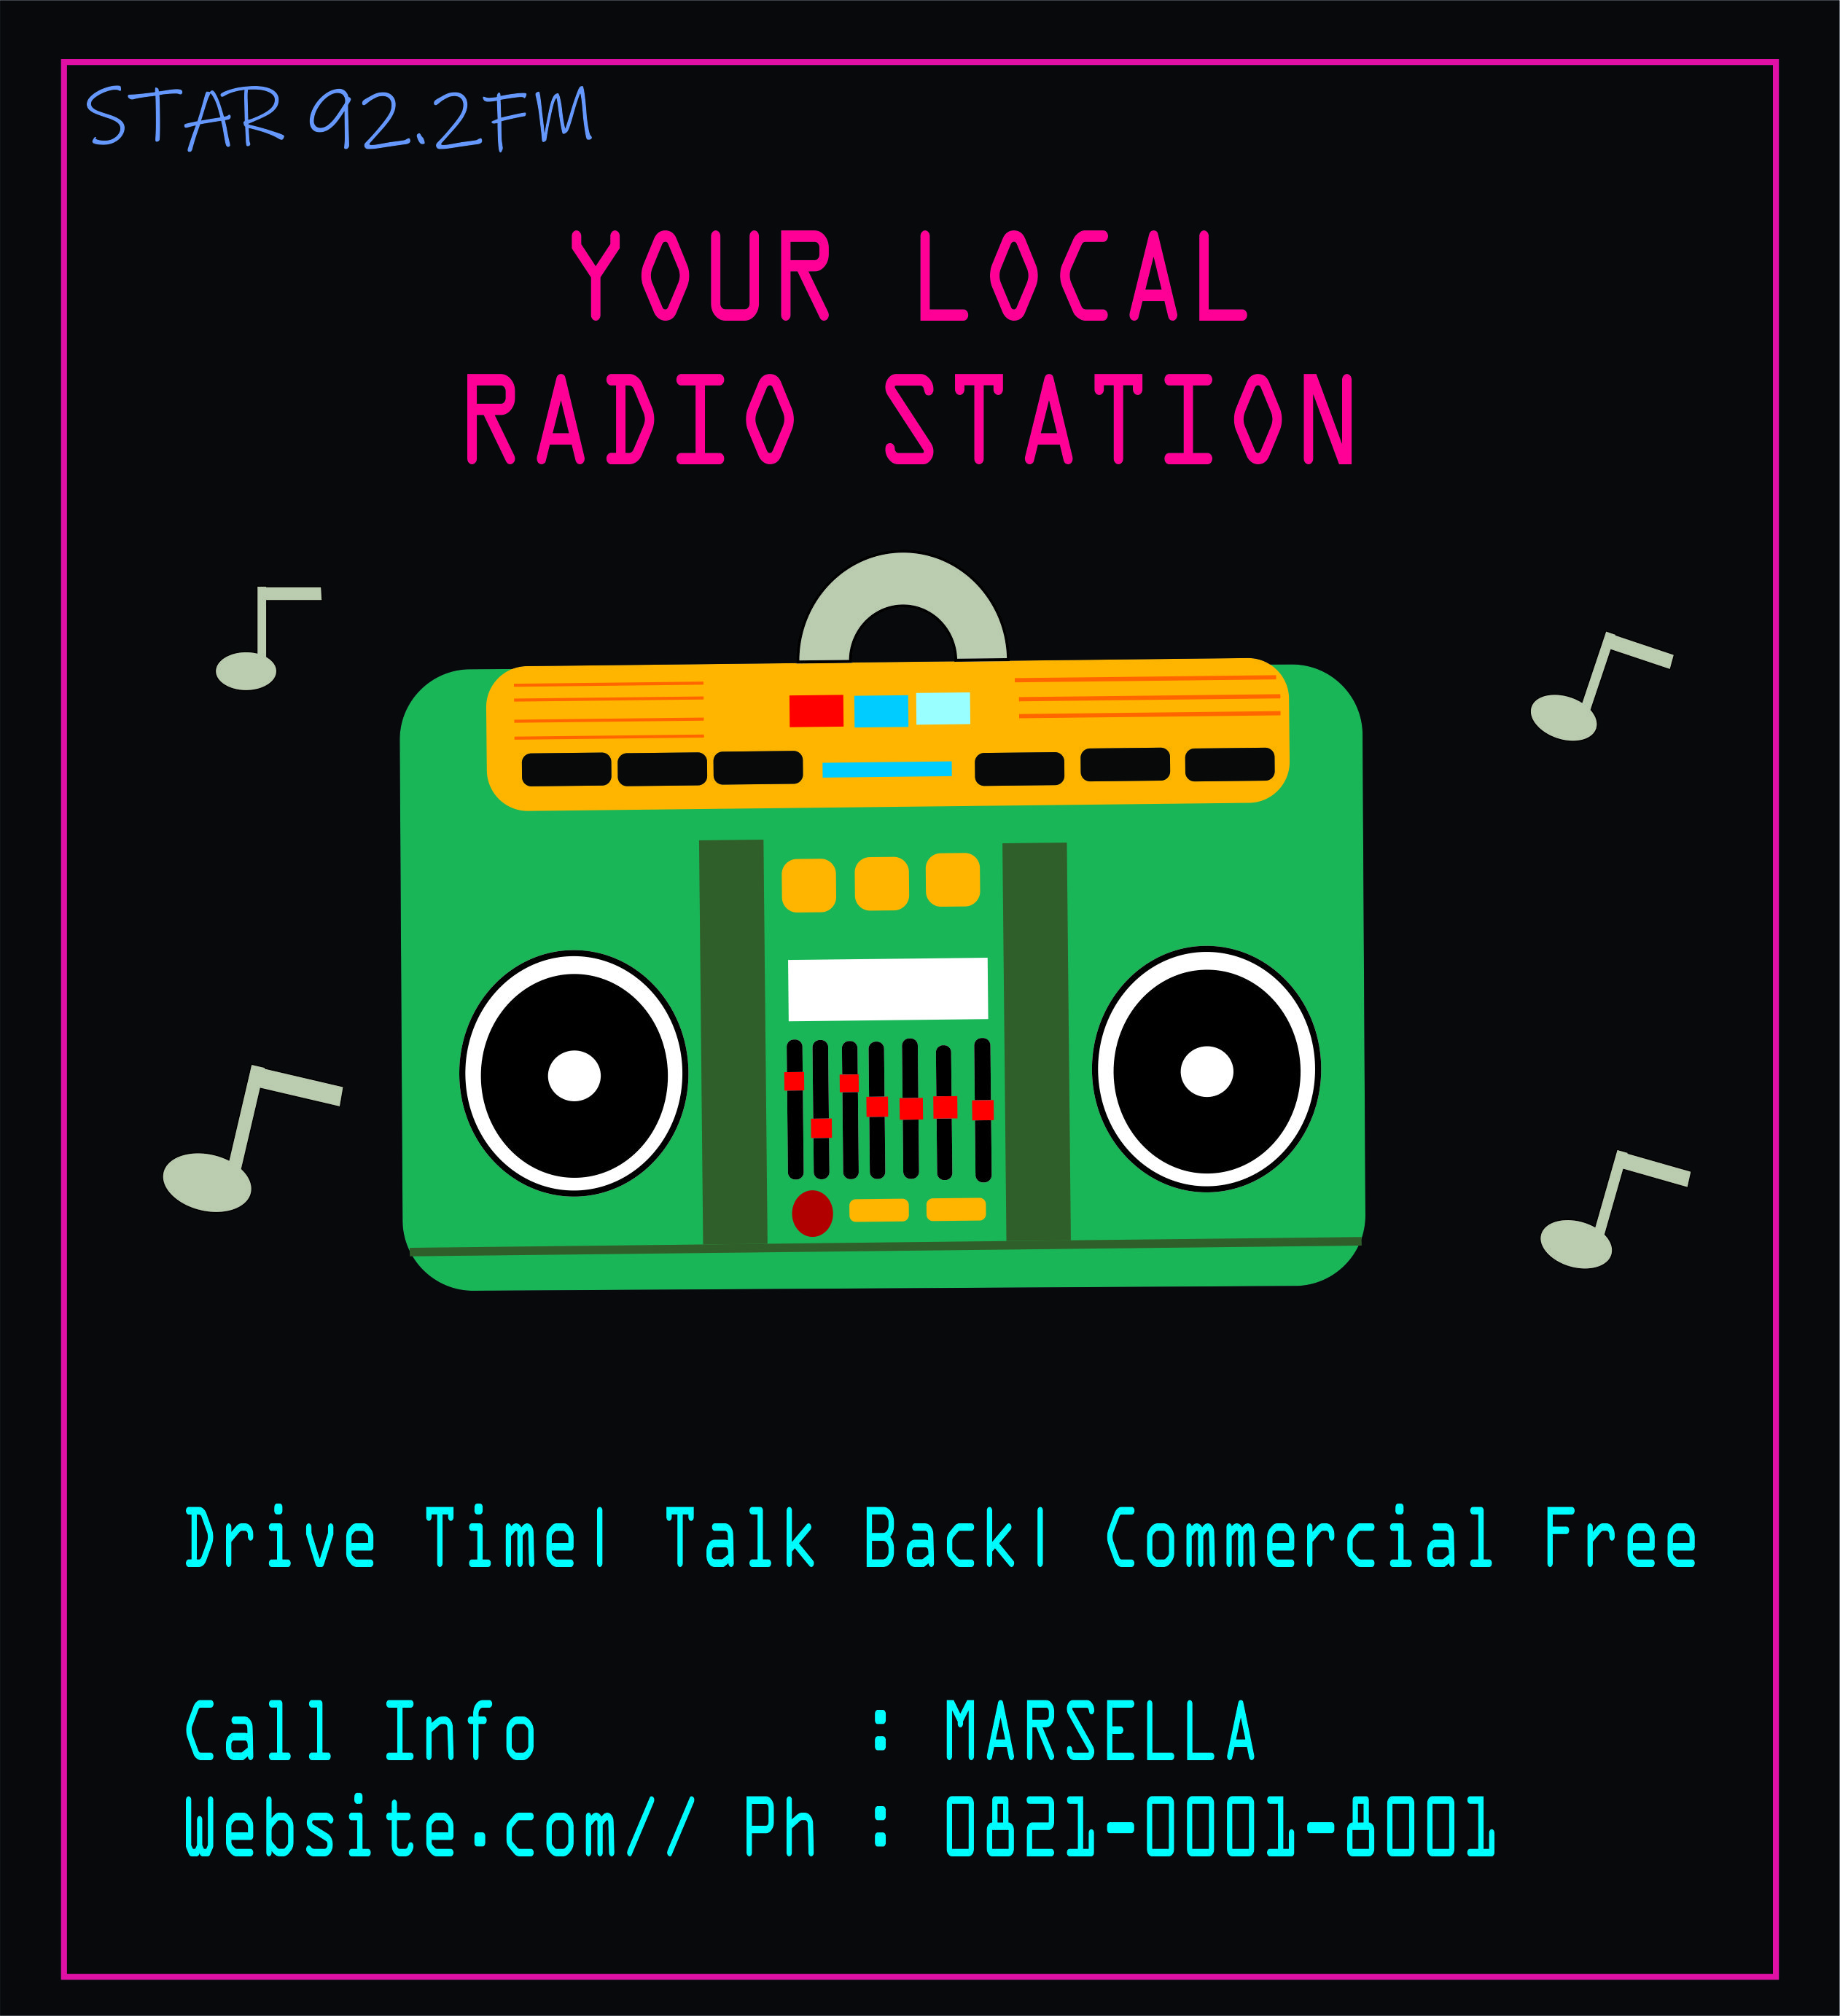 STAR 92.2FM
YOUR LOCAL
RADIO STATION
Drive Time| Talk Back| Commercial Free
Call Info : MARSELLA
Website.com// Ph : 0821-0001-8001